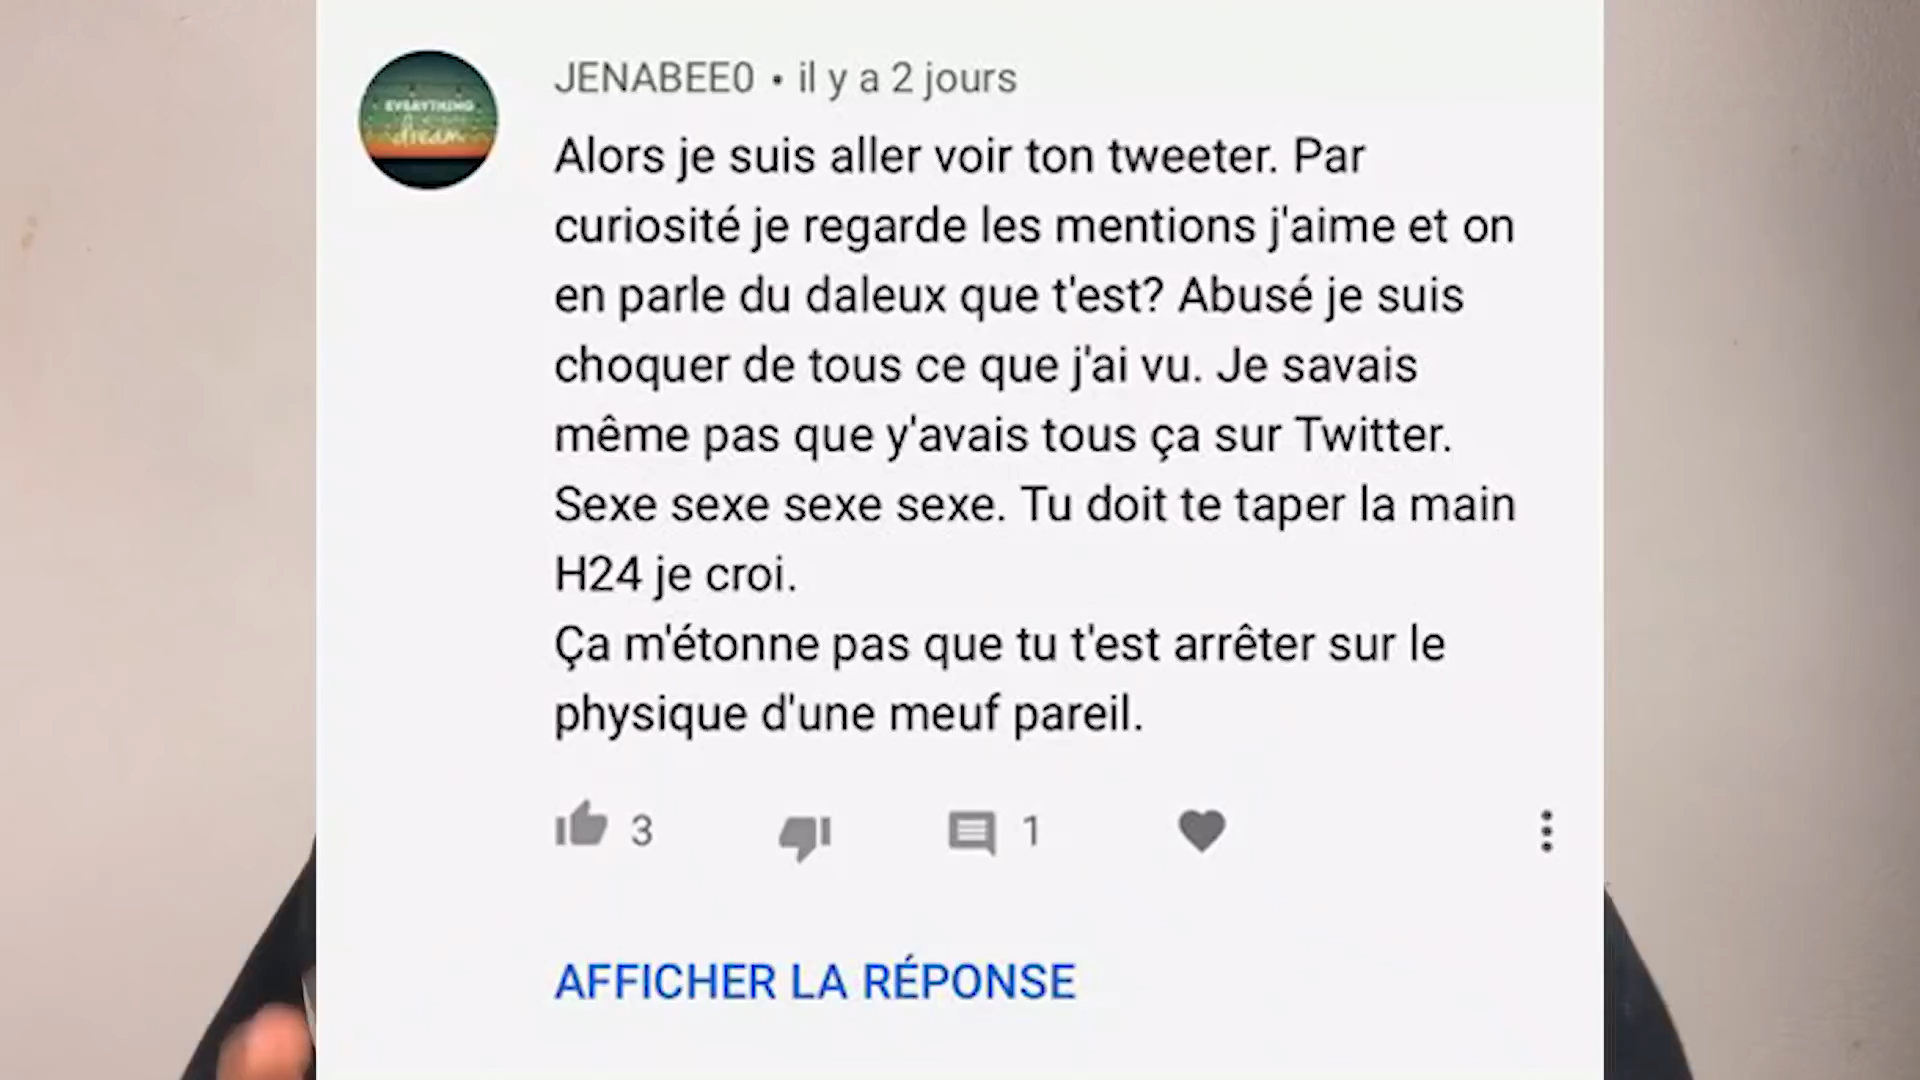 JENABEE0 • il y a 2 jours
EVERYTHING
dream
Alors je suis aller voir ton tweeter. Par
curiosité je regarde les mentions j'aime et on
en parle du daleux que t'est? Abusé je suis
choquer de tous ce que j'ai vu. Je savais
même pas que y'avais tous ça sur Twitter.
Sexe sexe sexe sexe. Tu doit te taper la main
H24 je croi.
Ça m'étonne pas que tu t'est arrêter sur le
physique d'une meuf pareil.
3
1
AFFICHER LA RÉPONSE